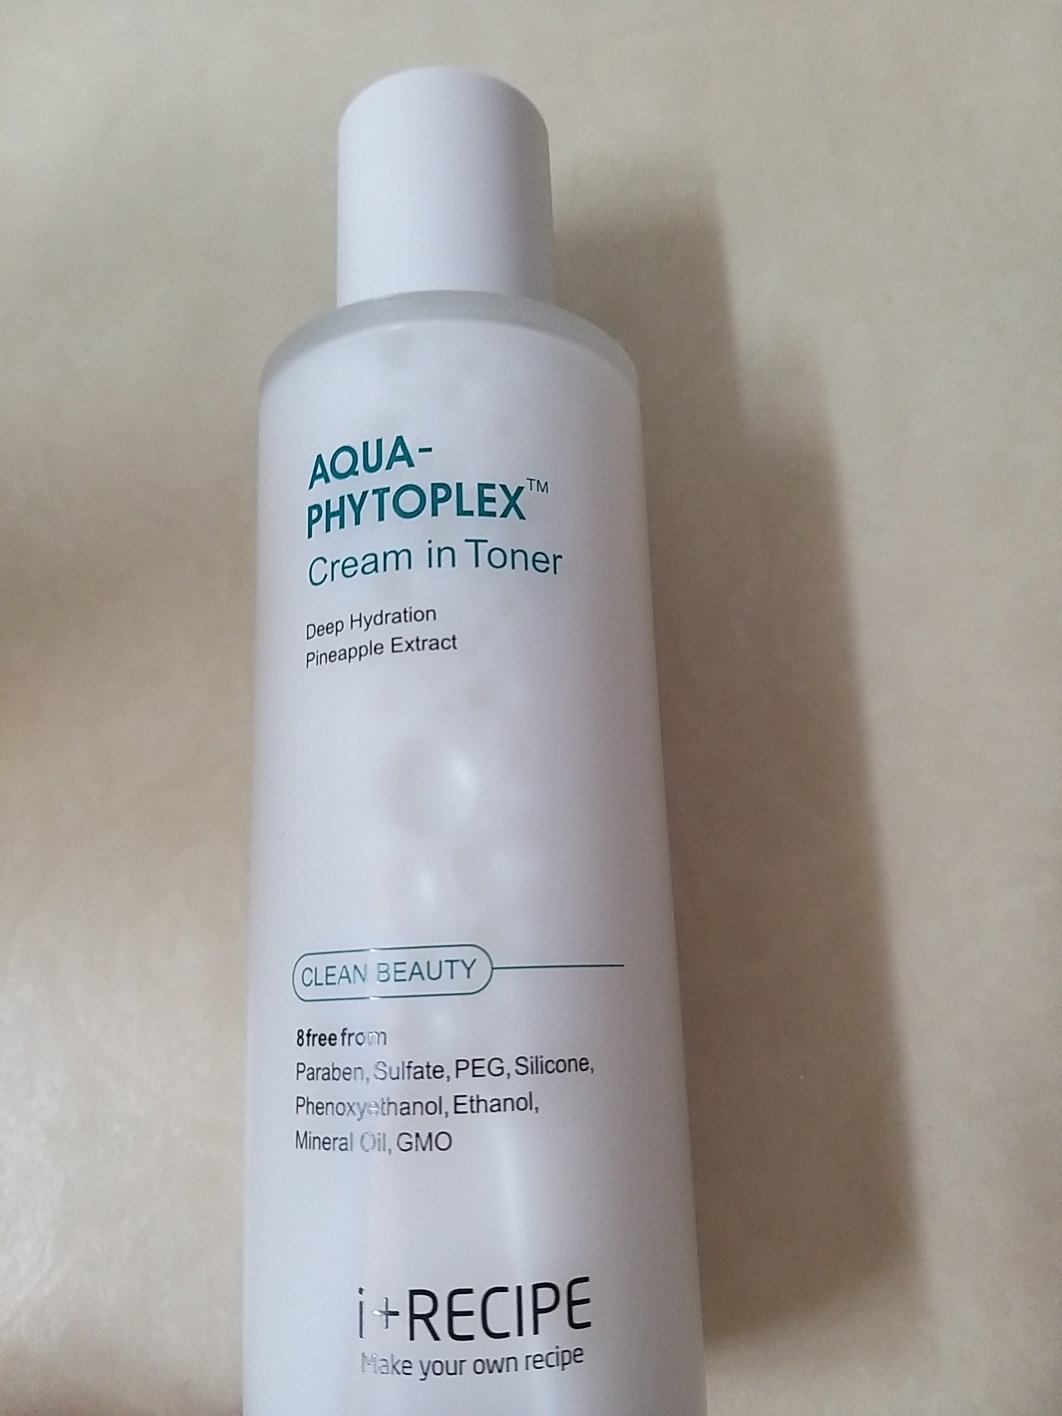 AQUA-
PHYTOPLEX™
Cream in Toner
Deep Hydration
Pineapple Extract
CLEAN BEAUTY
8free from
Paraben, Sulfate, PEG, Silicone,
Phenoxyethanol, Ethanol,
Mineral Oil, GMO
i+RECIPE
Make your own recipe